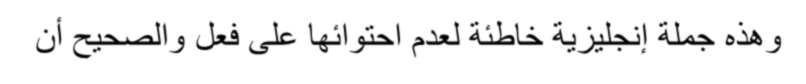 وهذه جملة إنجليزية خاطئة لعدم احتوائها على فعل والصحيح أن